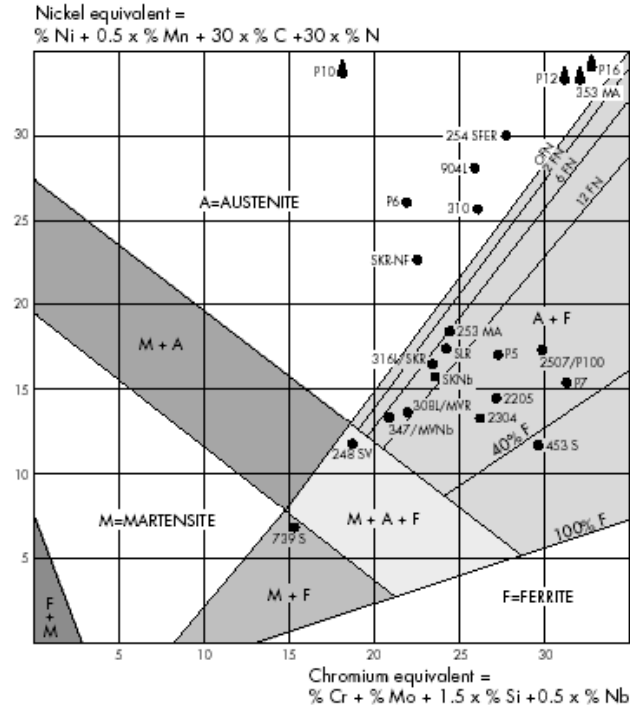 Nickel equivalent =
% Ni + 0.5 x % Mn + 30 x % C +30 x % N
P10
P12
P16
353 MA
30
254 SFER
0FN
2 FN
6 FN
12 FN
904L
A=AUSTENITE
P6
310
25
SKR-NF
20
253 MA
A + F
M + A
316L/SKR
SLR
P5
2507/P100
SKNb
P7
15
308L/MVR
2205
347/MVNb
2304
248 SV
40% F
453 S
10
M=MARTENSITE
M + A + F
739 S
100% F
5
F
+
M
M + F
F=FERRITE
5 10 15 20 25 30 35
Chromium equivalent =
% Cr + % Mo + 1.5 x % Si +0.5 x % Nb